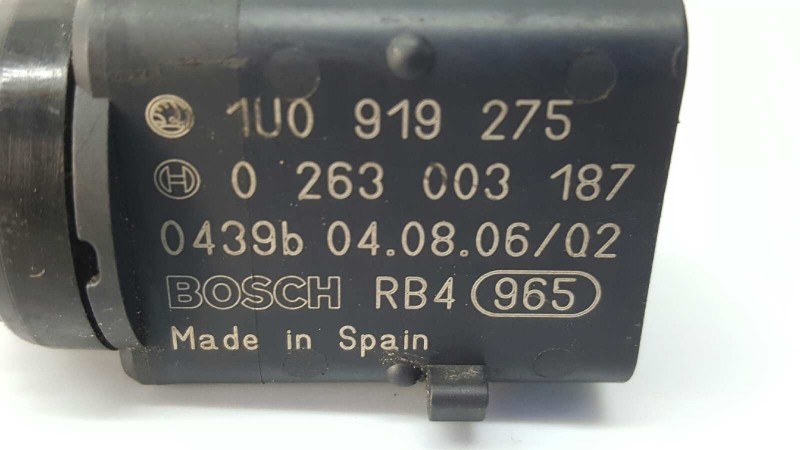 1U0 919 275
0 263 003 187
0439b 04.08.06/02
BOSCH RB4 965
Made in Spain